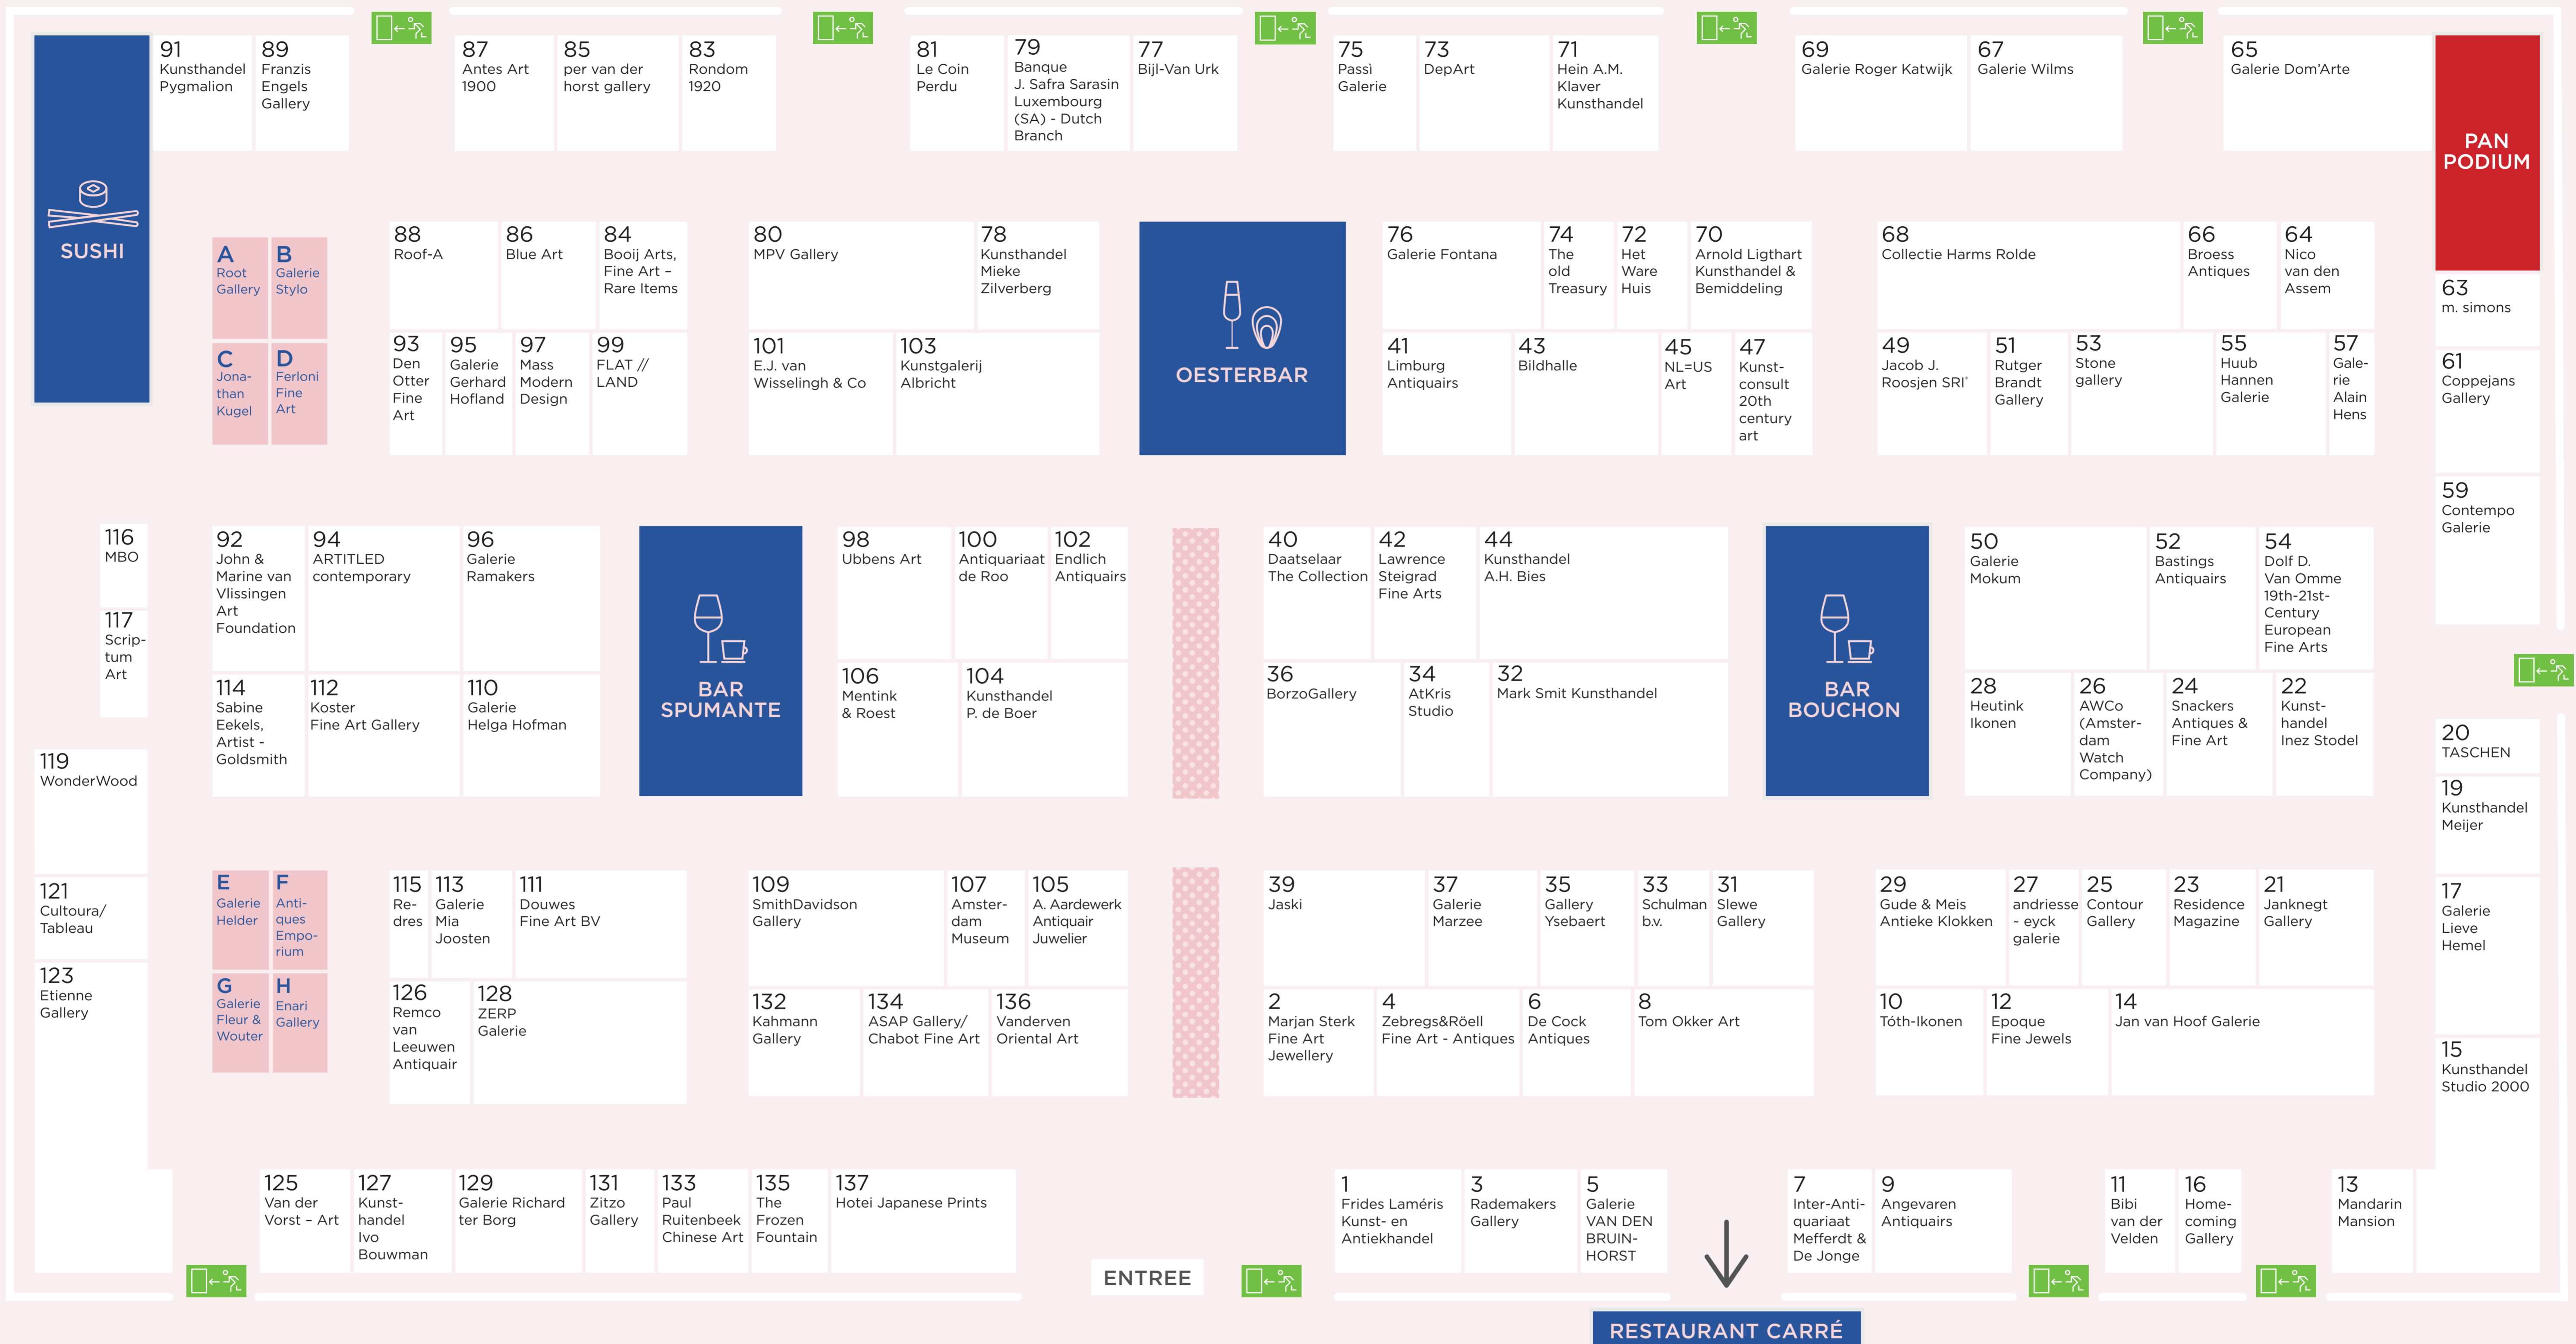 91
Kunsthandel
Pygmalion
89
Franzis
Engels
Gallery
87
Antes Art
1900
85
per van der
horst gallery
83
Rondom
1920
81
Le Coin
Perdu
79
Banque
J. Safra Sarasin
Luxembourg
(SA) - Dutch
Branch
77
Bijl-Van Urk
75
Passi
Galerie
73
DepArt
71
Hein A.M.
Klaver
Kunsthandel
69
Galerie Roger Katwijk
67
Galerie Wilms
65
Galerie Dom'Arte
PAN
PODIUM
SUSHI
A
Root
Gallery
B
Galerie
Stylo
C
Jona-
than
Kugel
D
Ferloni
Fine
Art
88
Roof-A
86
Blue Art
84
Booij Arts,
Fine Art –
Rare Items
80
MPV Gallery
78
Kunsthandel
Mieke
Zilverberg
OESTERBAR
76
Galerie Fontana
74
The
old
Treasury
72
Het
Ware
Huis
70
Arnold Ligthart
Kunsthandel &
Bemiddeling
68
Collectie Harms Rolde
66
Broess
Antiques
64
Nico
van den
Assem
63
m. simons
93
Den
Otter
Fine
Art
95
Galerie
Gerhard
Hofland
97
Mass
Modern
Design
99
FLAT //
LAND
101
E.J. van
Wisselingh & Co
103
Kunstgalerij
Albricht
41
Limburg
Antiquairs
43
Bildhalle
45
NL=US
Art
47
Kunst-
consult
20th
century
art
49
Jacob J.
Roosjen SRI°
51
Rutger
Brandt
Gallery
53
Stone
gallery
55
Huub
Hannen
Galerie
57
Gale-
rie
Alain
Hens
61
Coppejans
Gallery
59
Contempo
Galerie
116
MBO
117
Scrip-
tum
Art
92
John &
Marine van
Vlissingen
Art
Foundation
94
ARTITLED
contemporary
96
Galerie
Ramakers
BAR
SPUMANTE
98
Ubbens Art
100
Antiquariaat
de Roo
102
Endlich
Antiquairs
40
Daatselaar
The Collection
42
Lawrence
Steigrad
Fine Arts
44
Kunsthandel
A.H. Bies
BAR
BOUCHON
50
Galerie
Mokum
52
Bastings
Antiquairs
54
Dolf D.
Van Omme
19th-21st-
Century
European
Fine Arts
114
Sabine
Eekels,
Artist -
Goldsmith
112
Koster
Fine Art Gallery
110
Galerie
Helga Hofman
106
Mentink
& Roest
104
Kunsthandel
P. de Boer
36
BorzoGallery
34
AtKris
Studio
32
Mark Smit Kunsthandel
28
Heutink
Ikonen
26
AWCo
(Amster-
dam
Watch
Company)
24
Snackers
Antiques &
Fine Art
22
Kunst-
handel
Inez Stodel
20
TASCHEN
19
Kunsthandel
Meijer
17
Galerie
Lieve
Hemel
15
Kunsthandel
Studio 2000
119
WonderWood
121
Cultoura/
Tableau
123
Etienne
Gallery
E
Galerie
Helder
F
Anti-
ques
Empo-
rium
G
Galerie
Fleur &
Wouter
H
Enari
Gallery
115
Re-
dres
113
Galerie
Mia
Joosten
111
Douwes
Fine Art BV
109
SmithDavidson
Gallery
107
Amster-
dam
Museum
105
A. Aardewerk
Antiquair
Juwelier
39
Jaski
37
Galerie
Marzee
35
Gallery
Ysebaert
33
Schulman
b.v.
31
Slewe
Gallery
29
Gude & Meis
Antieke Klokken
27
andriesse
~ eyck
galerie
25
Contour
Gallery
23
Residence
Magazine
21
Janknegt
Gallery
126
Remco
van
Leeuwen
Antiquair
128
ZERP
Galerie
132
Kahmann
Gallery
134
ASAP Gallery/
Chabot Fine Art
136
Vanderven
Oriental Art
2
Marjan Sterk
Fine Art
Jewellery
4
Zebregs&Röell
Fine Art - Antiques
6
De Cock
Antiques
8
Tom Okker Art
10
Tóth-Ikonen
12
Epoque
Fine Jewels
14
Jan van Hoof Galerie
125
Van der
Vorst – Art
127
Kunst-
handel
Ivo
Bouwman
129
Galerie Richard
ter Borg
131
Zitzo
Gallery
133
Paul
Ruitenbeek
Chinese Art
135
The
Frozen
Fountain
137
Hotei Japanese Prints
ENTREE
1
Frides Laméris
Kunst- en
Antiekhandel
3
Rademakers
Gallery
5
Galerie
VAN DEN
BRUIN-
HORST
7
Inter-Anti-
quariaat
Mefferdt &
De Jonge
9
Angevaren
Antiquairs
11
Bibi
van der
Velden
16
Home-
coming
Gallery
13
Mandarin
Mansion
RESTAURANT CARRÉ